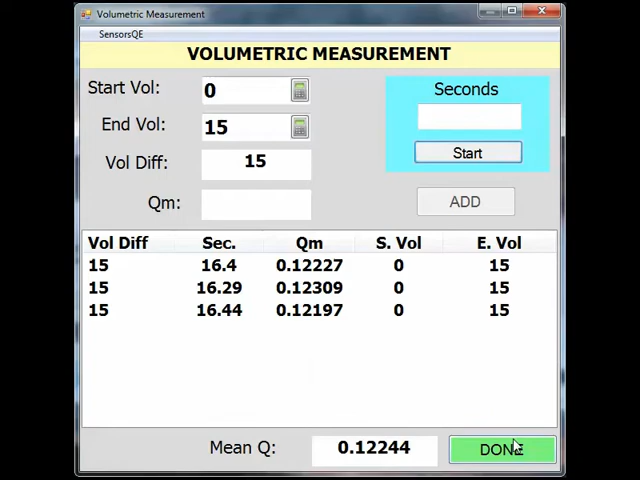 Volumetric Measurement
SensorsQE
VOLUMETRIC MEASUREMENT
Start Vol: 0
End Vol: 15
Vol Diff: 15
Qm:
Seconds
Start
ADD
Vol Diff Sec. Qm S. Vol E. Vol
15 16.4 0.12227 0 15
15 16.29 0.12309 0 15
15 16.44 0.12197 0 15
Mean Q: 0.12244 DONE